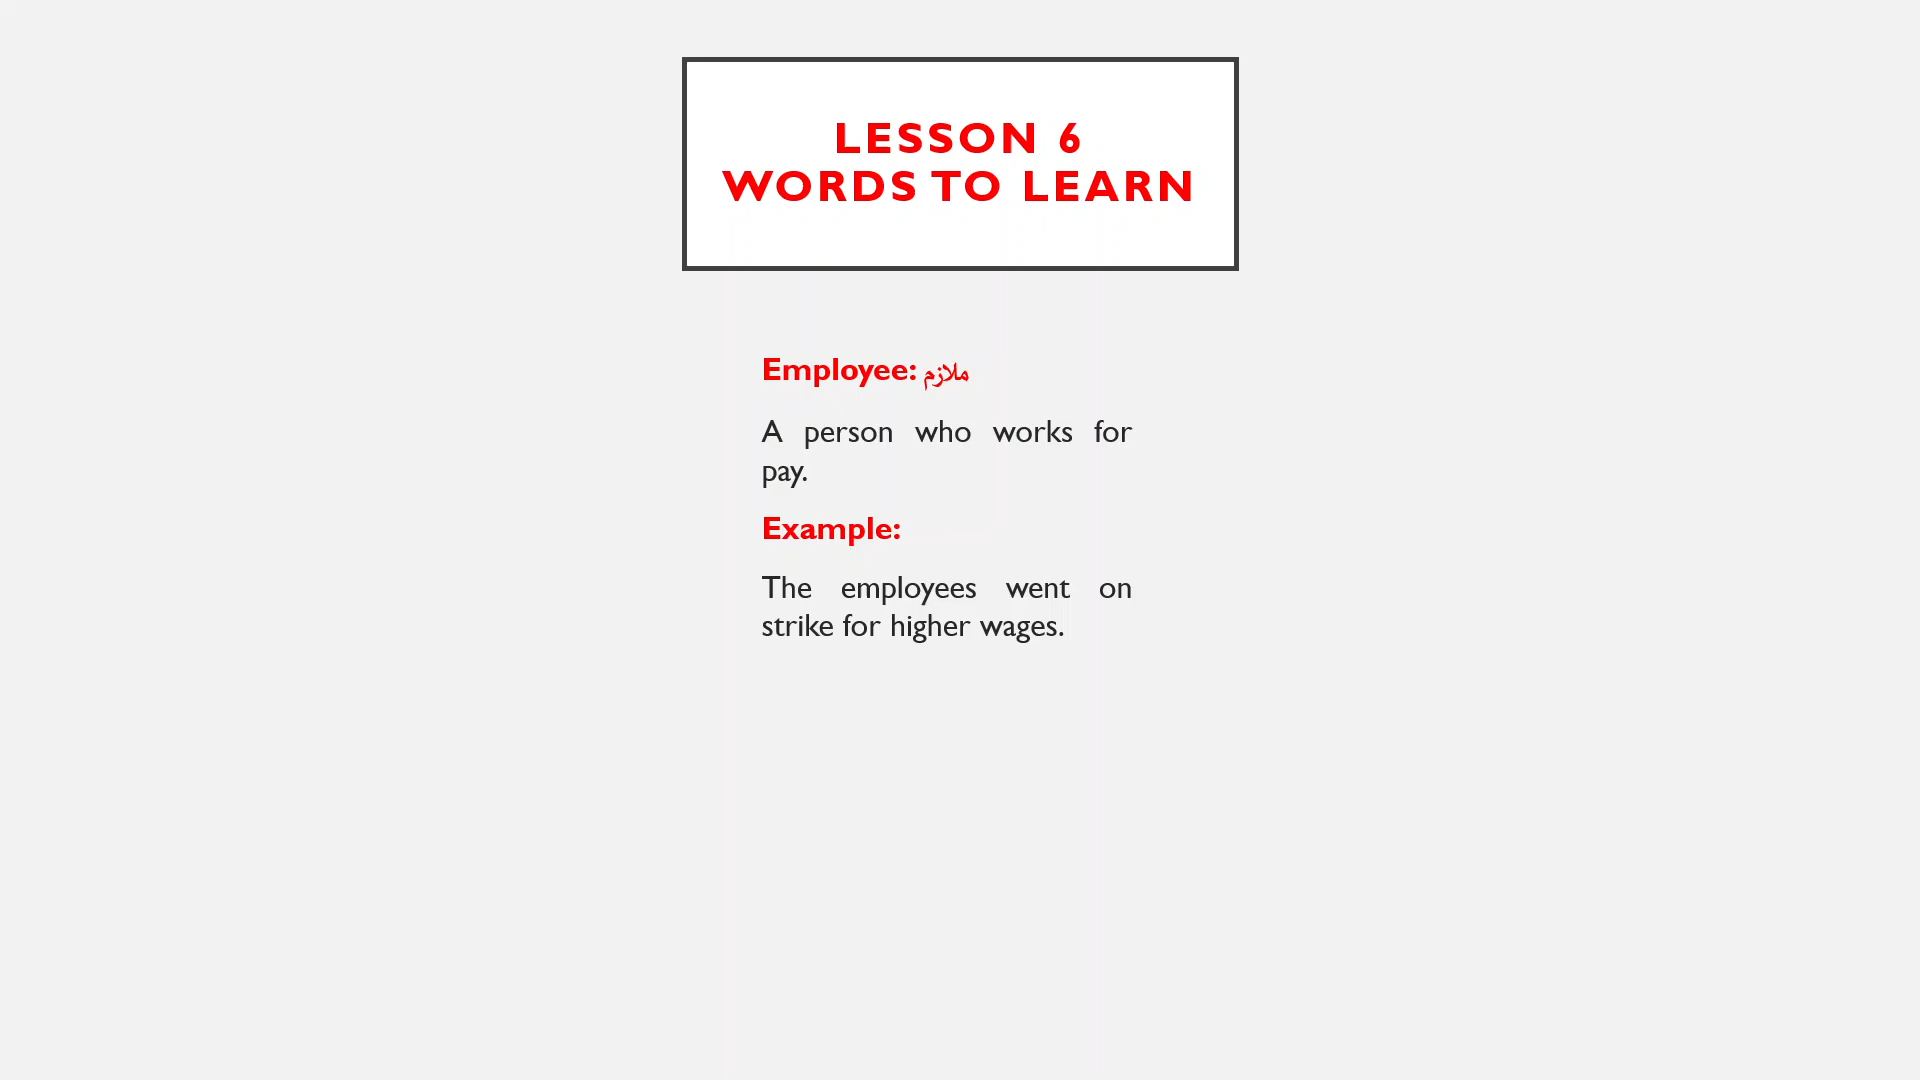 LESSON 6
WORDS TO LEARN
Employee: ملازم
A person who works for
pay.
Example:
The employees went on
strike for higher wages.